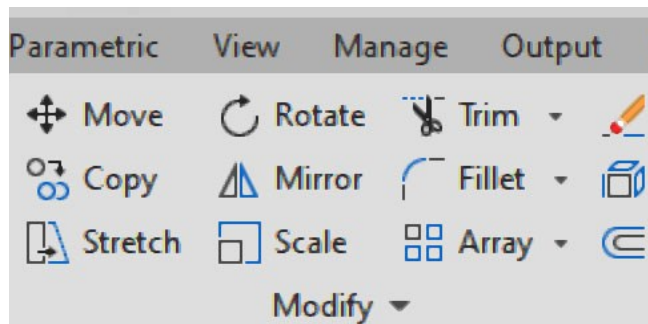 Parametric View Manage Output
Move Rotate Trim
Copy Mirror Fillet
Stretch Scale Array
Modify